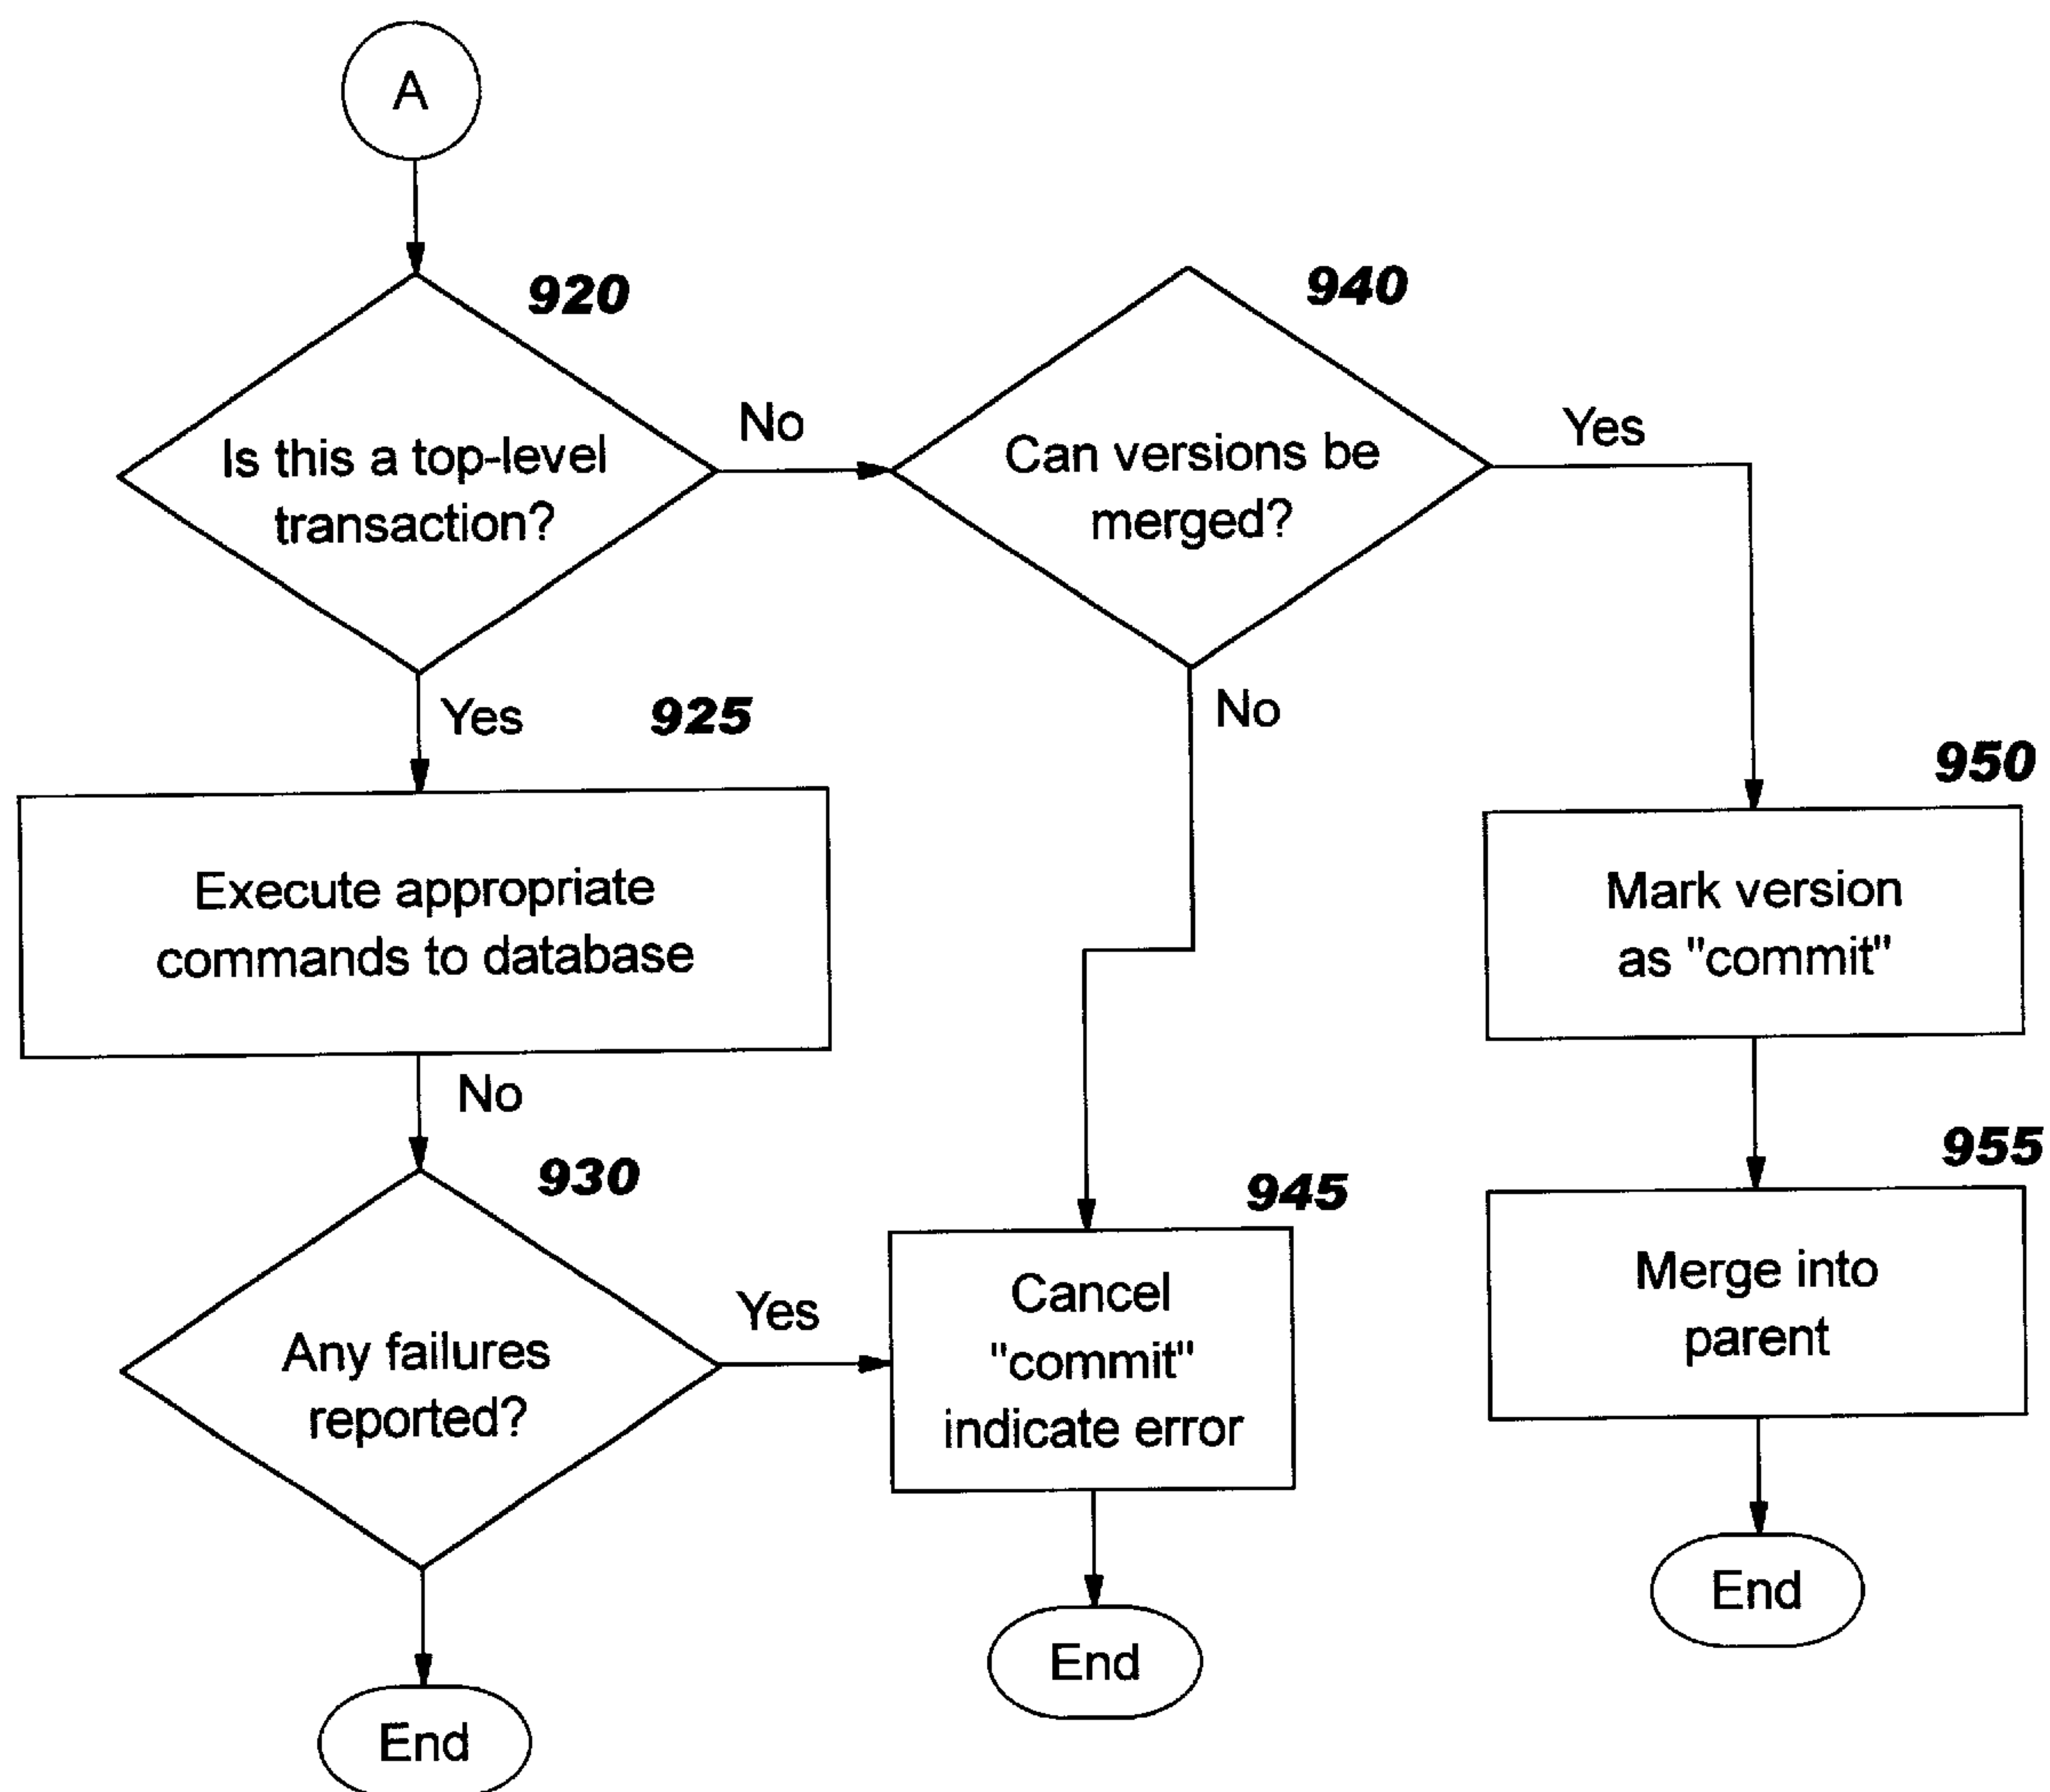 A
920
Is this a top-level
transaction?
No
940
Can versions be
merged?
Yes
Yes
925
Execute appropriate
commands to database
No
950
Mark version
as "commit"
No
930
Any failures
reported?
Yes
945
Cancel
"commit"
indicate error
955
Merge into
parent
End
End
End